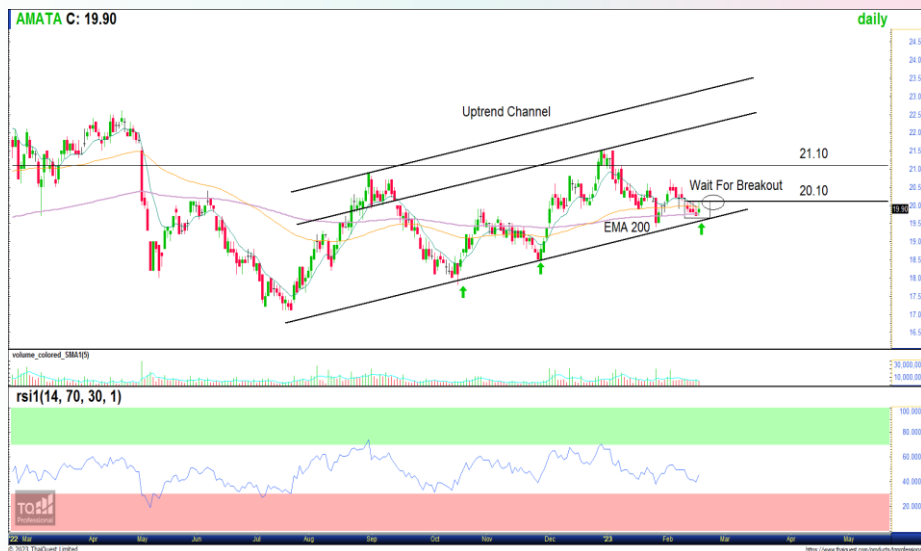 AMATA C: 19.90 daily
24.5
24.0
23.5
23.0
22.5
22.0
21.5
21.0
20.5
20.0
19.90
19.5
19.0
18.5
18.0
17.5
17.0
16.5
Uptrend Channel
21.10
Wait For Breakout
20.10
EMA 200
volume_colored_SMA1(5)
30,000,
10,000,
rsi1(14, 70, 30, 1)
100.000
80.000
60.000
40.000
20.000
TQ
Professional
'22 Mar Apr May Jun Jul Aug Sep Oct Nov Dec '23 Feb Mar Apr May
© 2023 ThaiQuest Limited